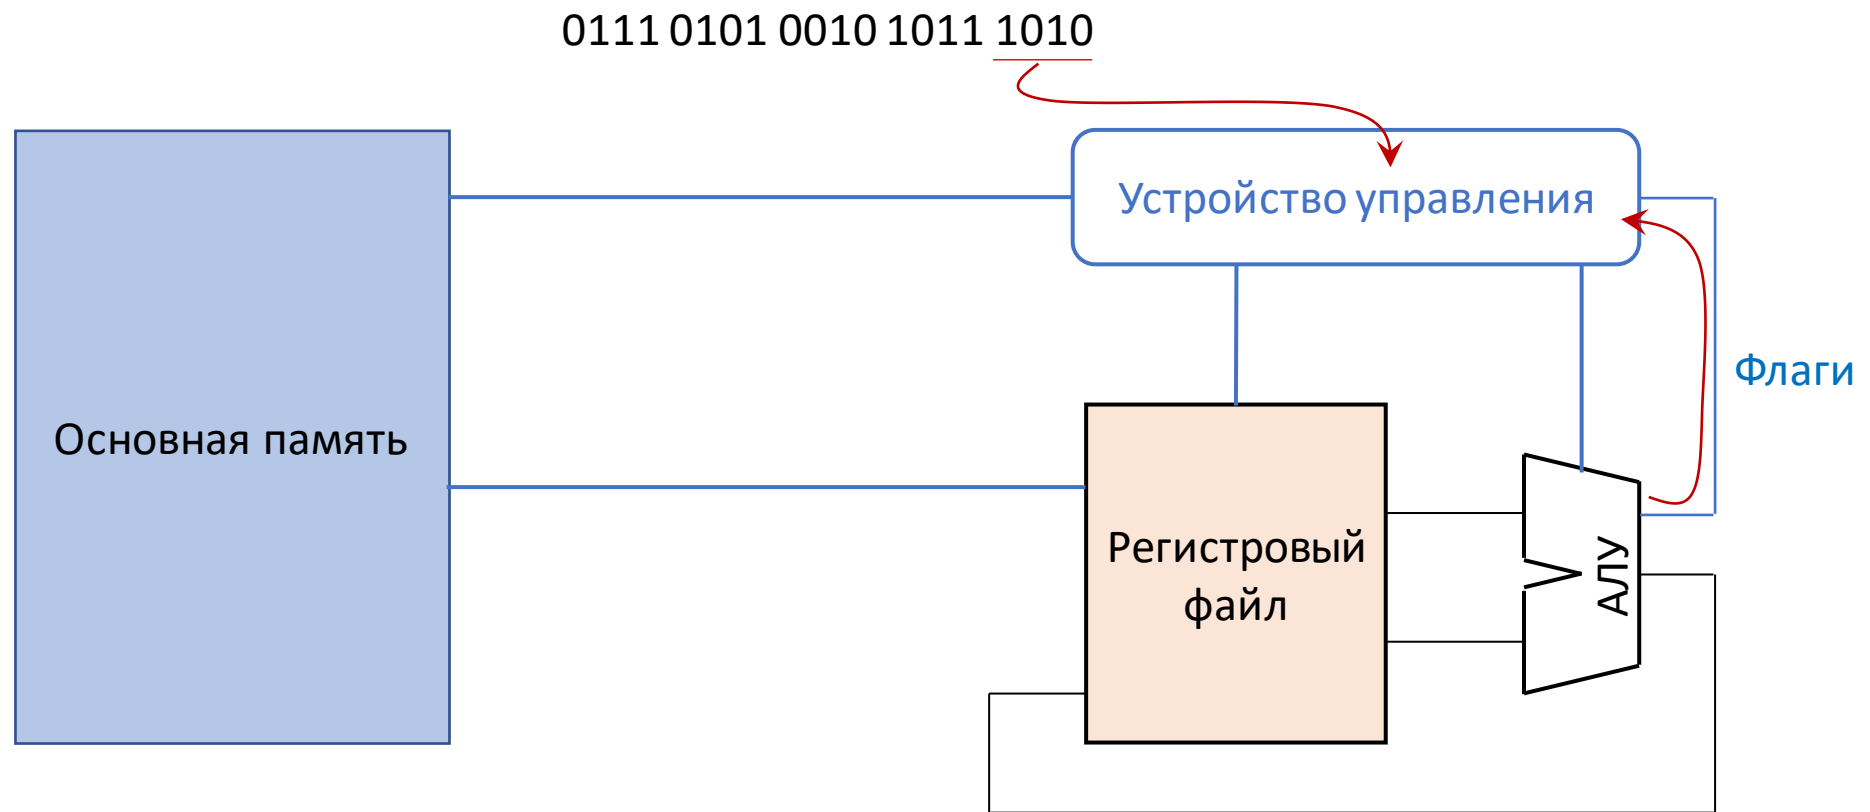 0111 0101 0010 1011 1010
Устройство управления
Флаги
Основная память
Регистровый
файл
АЛУ